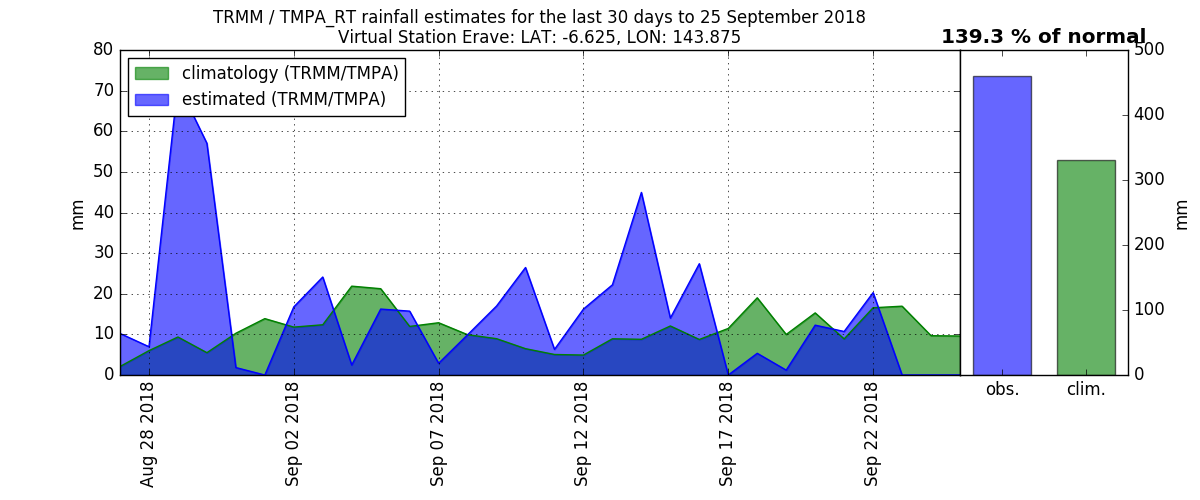 TRMM / TMPA_RT rainfall estimates for the last 30 days to 25 September 2018
Virtual Station Erave: LAT: -6.625, LON: 143.875
139.3 % of normal
climatology (TRMM/TMPA)
estimated (TRMM/TMPA)
80
70
60
50
40
30
20
10
0
mm
Aug 28 2018
Sep 02 2018
Sep 07 2018
Sep 12 2018
Sep 17 2018
Sep 22 2018
500
400
300
200
100
0
mm
obs.
clim.